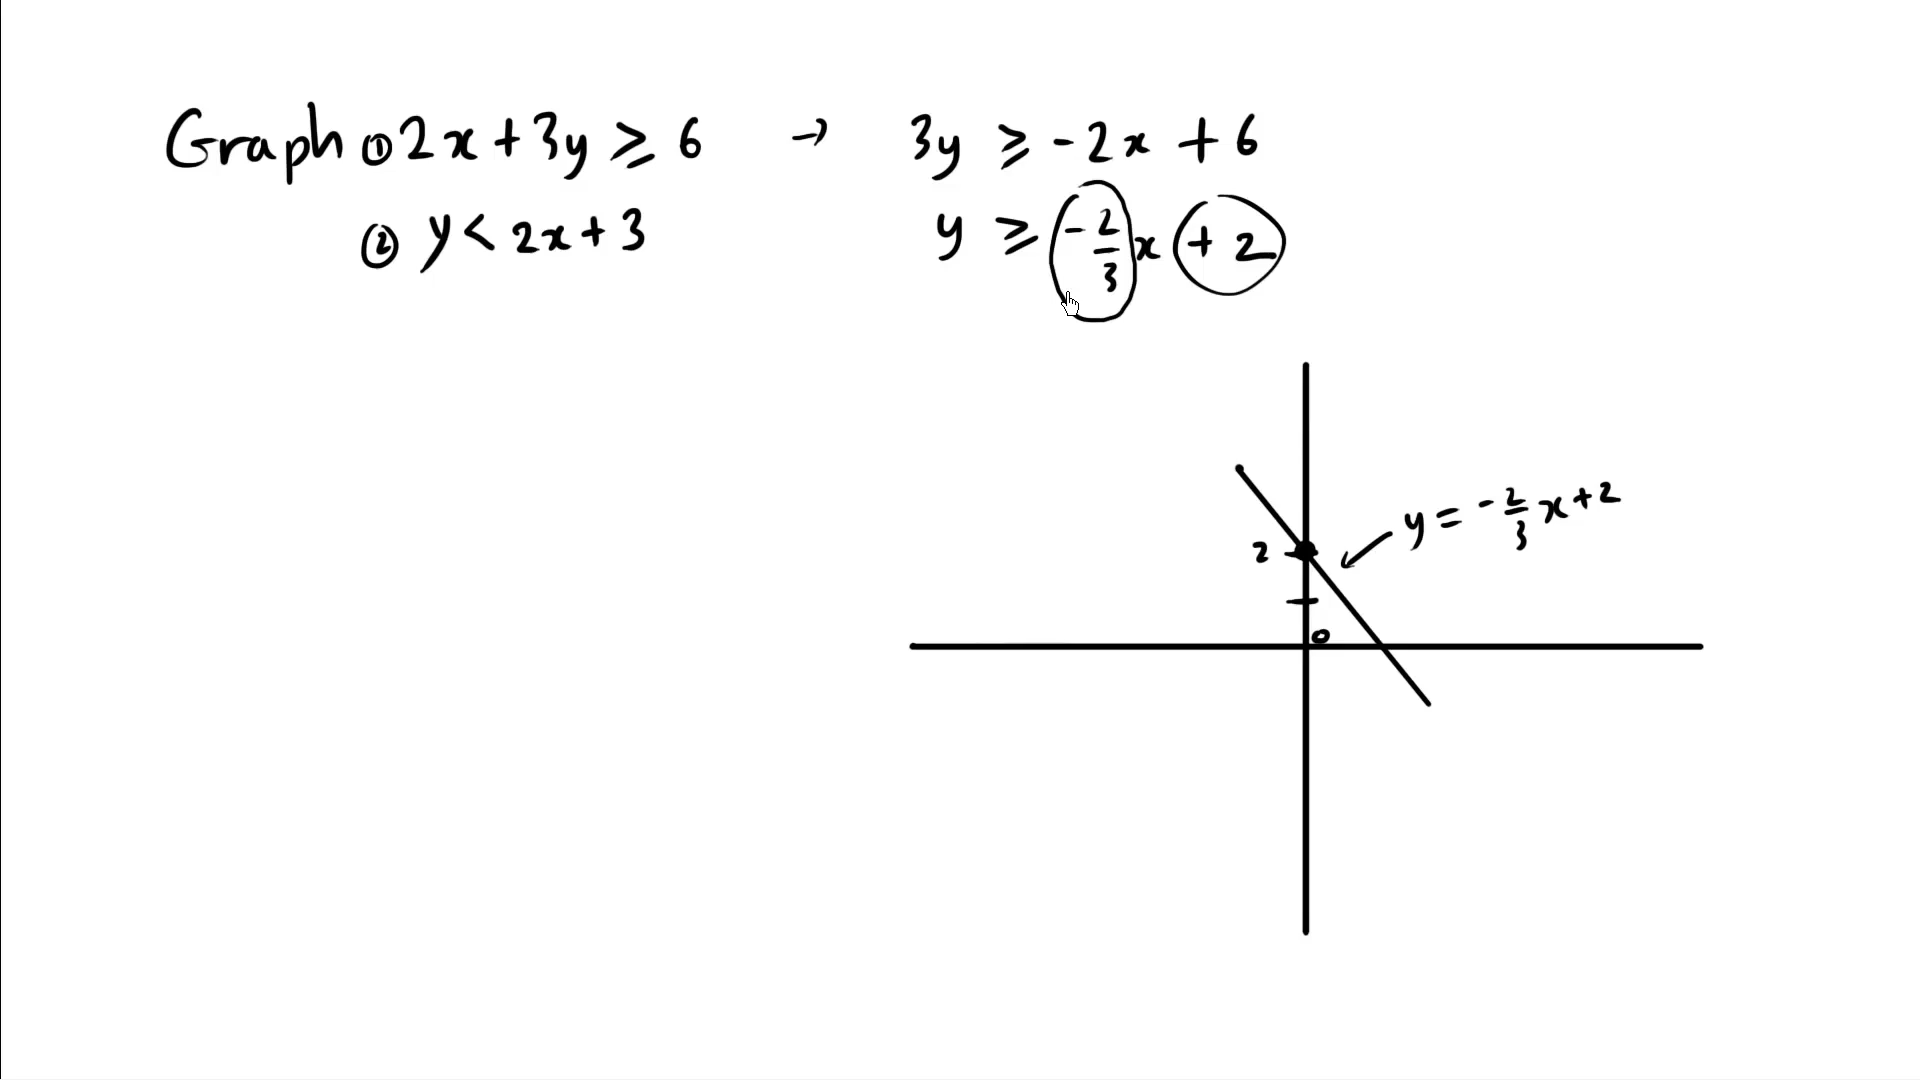 Graph ① 2x + 3y ≥ 6 → 3y ≥ -2x + 6
② y < 2x + 3
y ≥ -2/3 x + 2
y = -2/3 x + 2
2
0